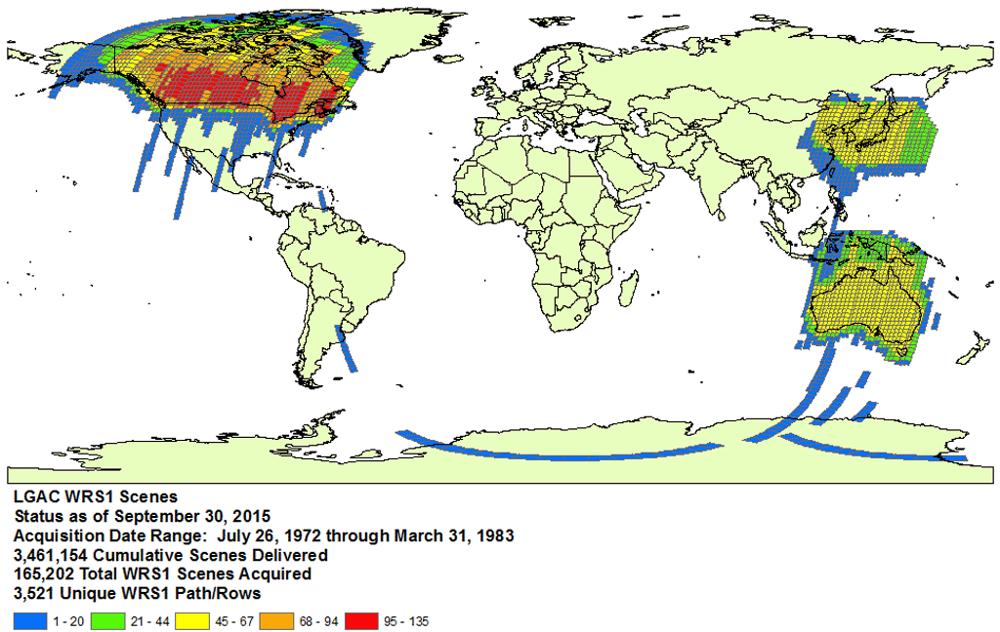 LGAC WRS1 Scenes
Status as of September 30, 2015
Acquisition Date Range:  July 26, 1972 through March 31, 1983
3,461,154 Cumulative Scenes Delivered
165,202 Total WRS1 Scenes Acquired
3,521 Unique WRS1 Path/Rows
1 - 20 21 - 44 45 - 67 68 - 94 95 - 135